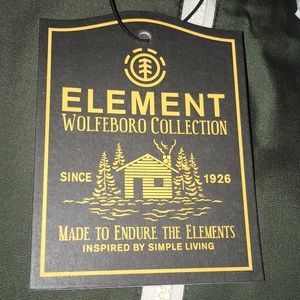 ELEMENT
WOLFEBORO COLLECTION
SINCE 1926
MADE TO ENDURE THE ELEMENTS
INSPIRED BY SIMPLE LIVING